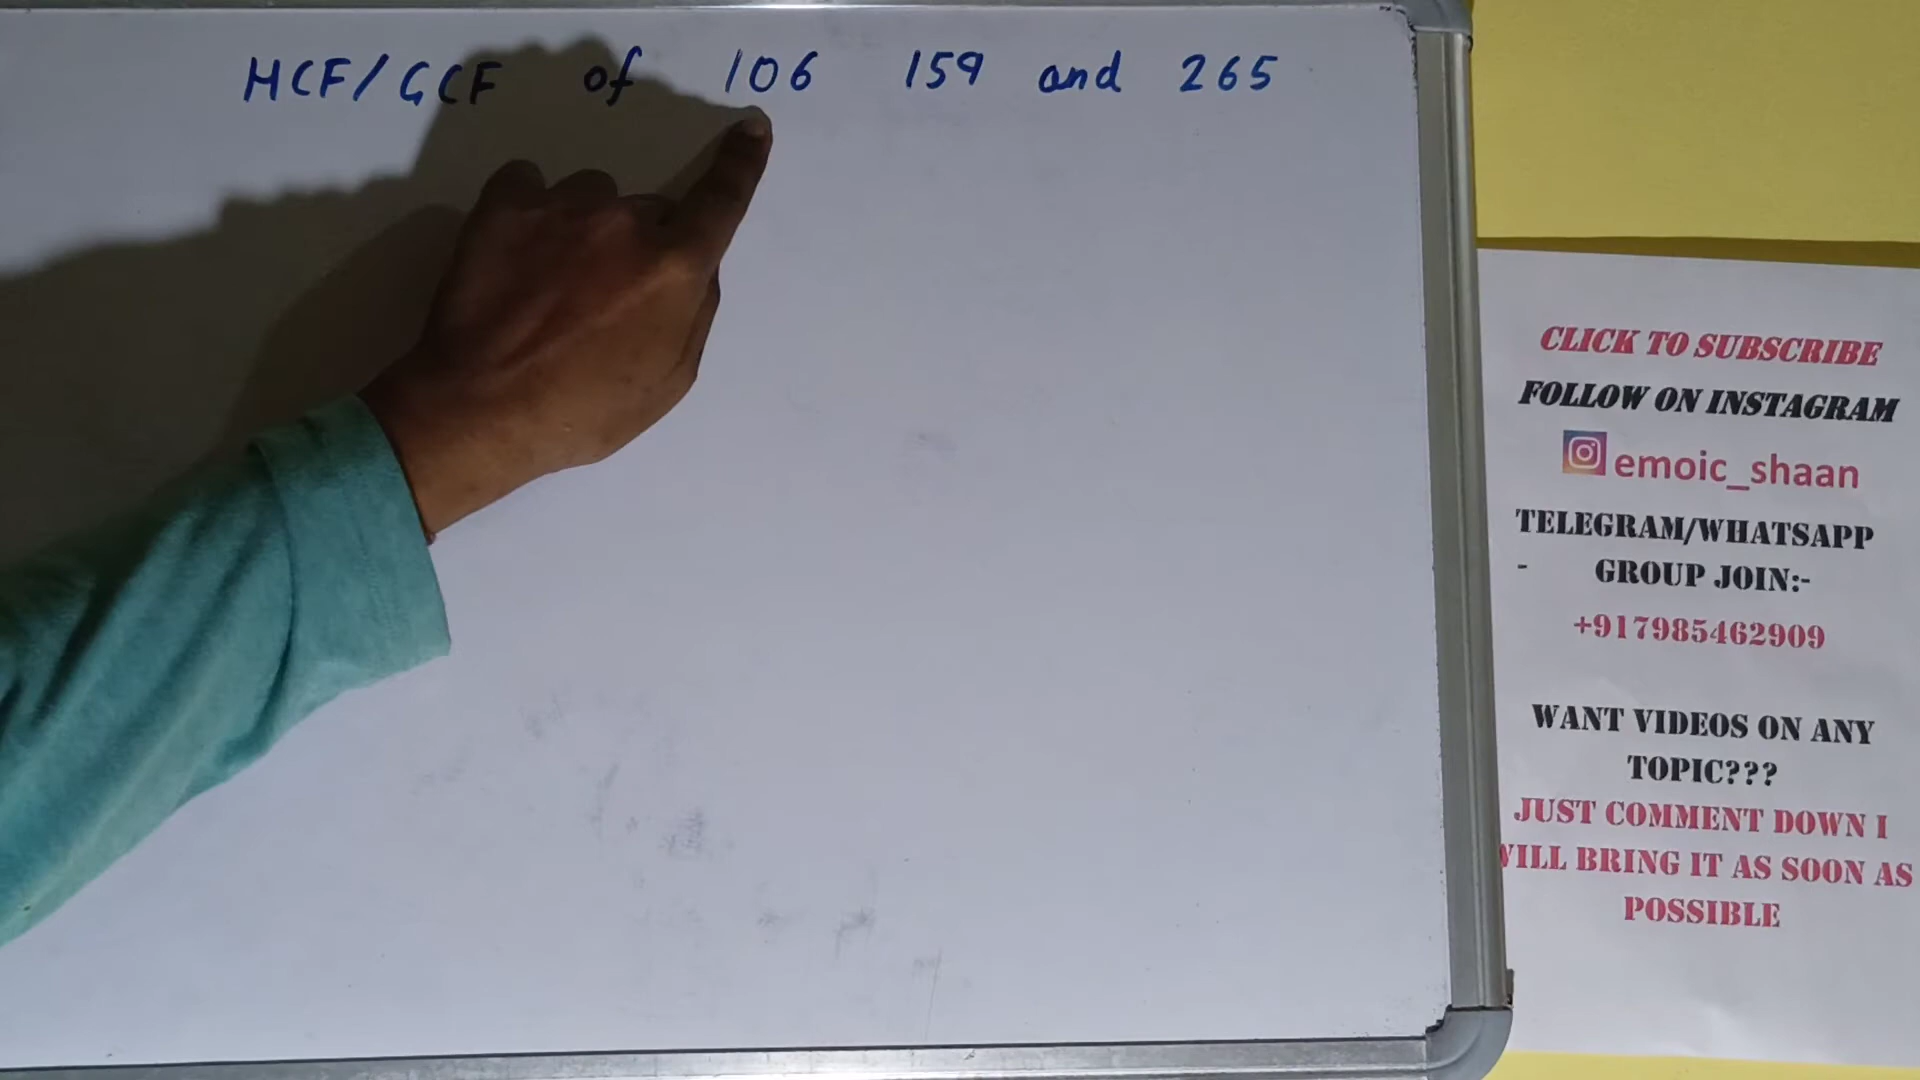 HCF/GCF of 106 159 and 265
CLICK TO SUBSCRIBE
FOLLOW ON INSTAGRAM
emoic_shaan
TELEGRAM/WHATSAPP
- GROUP JOIN:-
+917985462909
WANT VIDEOS ON ANY
TOPIC???
JUST COMMENT DOWN I
WILL BRING IT AS SOON AS
POSSIBLE